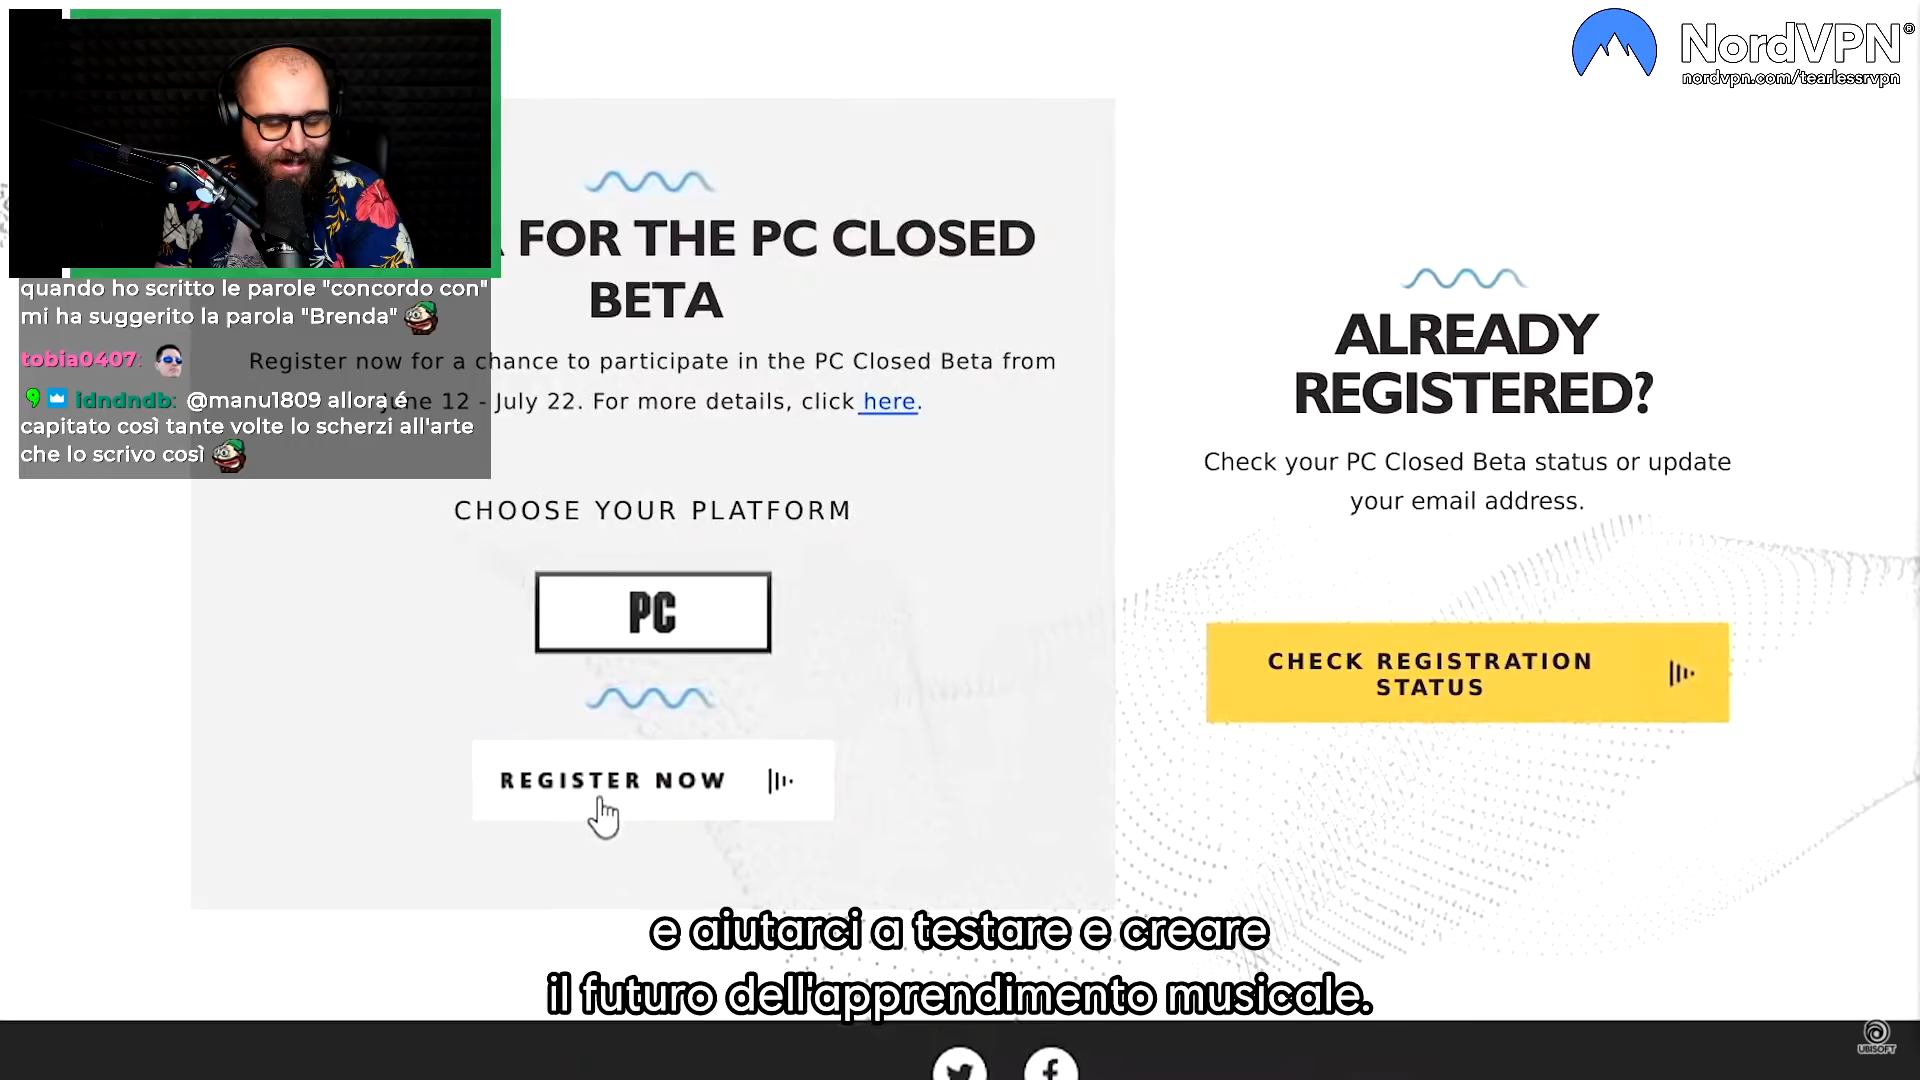 NordVPN®
nordvpn.com/tearlessrvpn
FOR THE PC CLOSED
BETA
Register now for a chance to participate in the PC Closed Beta from
June 12 - July 22. For more details, click here.
quando ho scritto le parole "concordo con"
mi ha suggerito la parola "Brenda"
tobia0407:
idndndb: @manu1809 allora é
capitato così tante volte lo scherzi all'arte
che lo scrivo così
CHOOSE YOUR PLATFORM
PC
REGISTER NOW
ALREADY
REGISTERED?
Check your PC Closed Beta status or update
your email address.
CHECK REGISTRATION
STATUS
e aiutarci a testare e creare
il futuro dell'apprendimento musicale.
UBISOFT